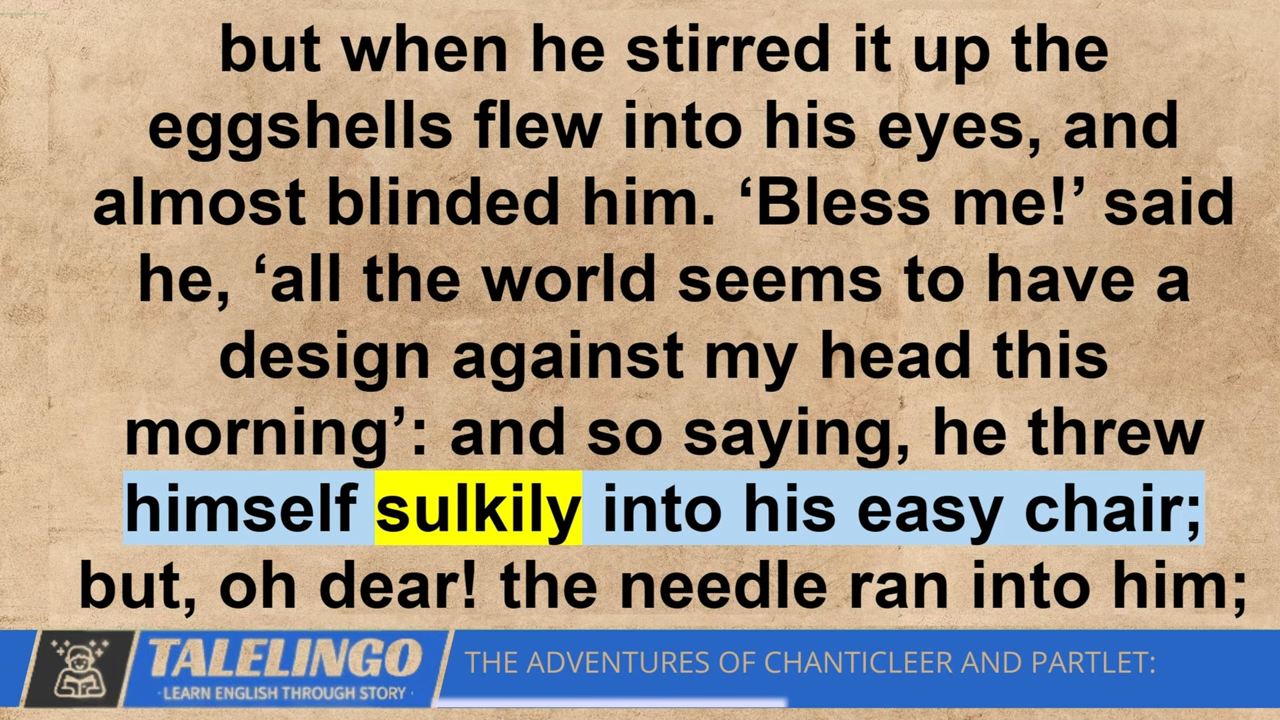 but when he stirred it up the
eggshells flew into his eyes, and
almost blinded him. ‘Bless me!’ said
he, ‘all the world seems to have a
design against my head this
morning’: and so saying, he threw
himself sulkily into his easy chair;
but, oh dear! the needle ran into him;
TALELINGO
· LEARN ENGLISH THROUGH STORY ·
THE ADVENTURES OF CHANTICLEER AND PARTLET: